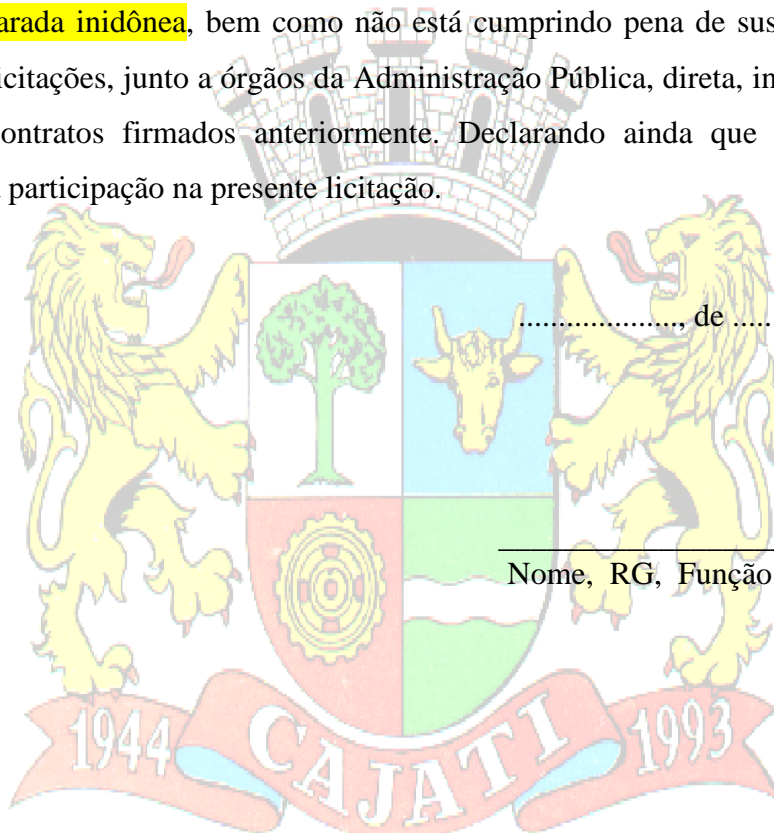 arada inidônea, bem como não está cumprindo pena de sus
icitações, junto a órgãos da Administração Pública, direta, in
ontratos firmados anteriormente. Declarando ainda que
participação na presente licitação.
...................., de .....
Nome, RG, Função
1944 CAJATI 1993